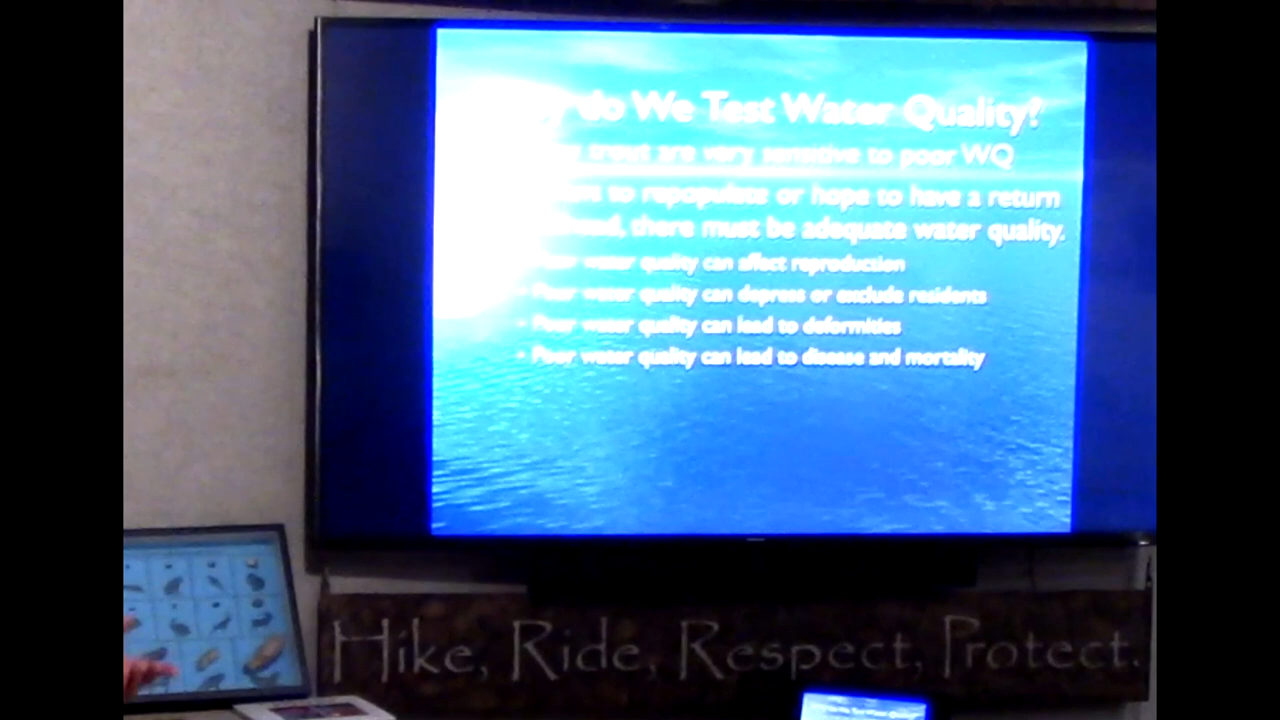 do We Test Water Quality?
trout are very sensitive to poor WQ
to repopulate or hope to have a return
there must be adequate water quality.
water quality can affect reproduction
• Poor water quality can depress or exclude residents
• Poor water quality can lead to deformities
• Poor water quality can lead to disease and mortality
Hike, Ride, Respect, Protect.